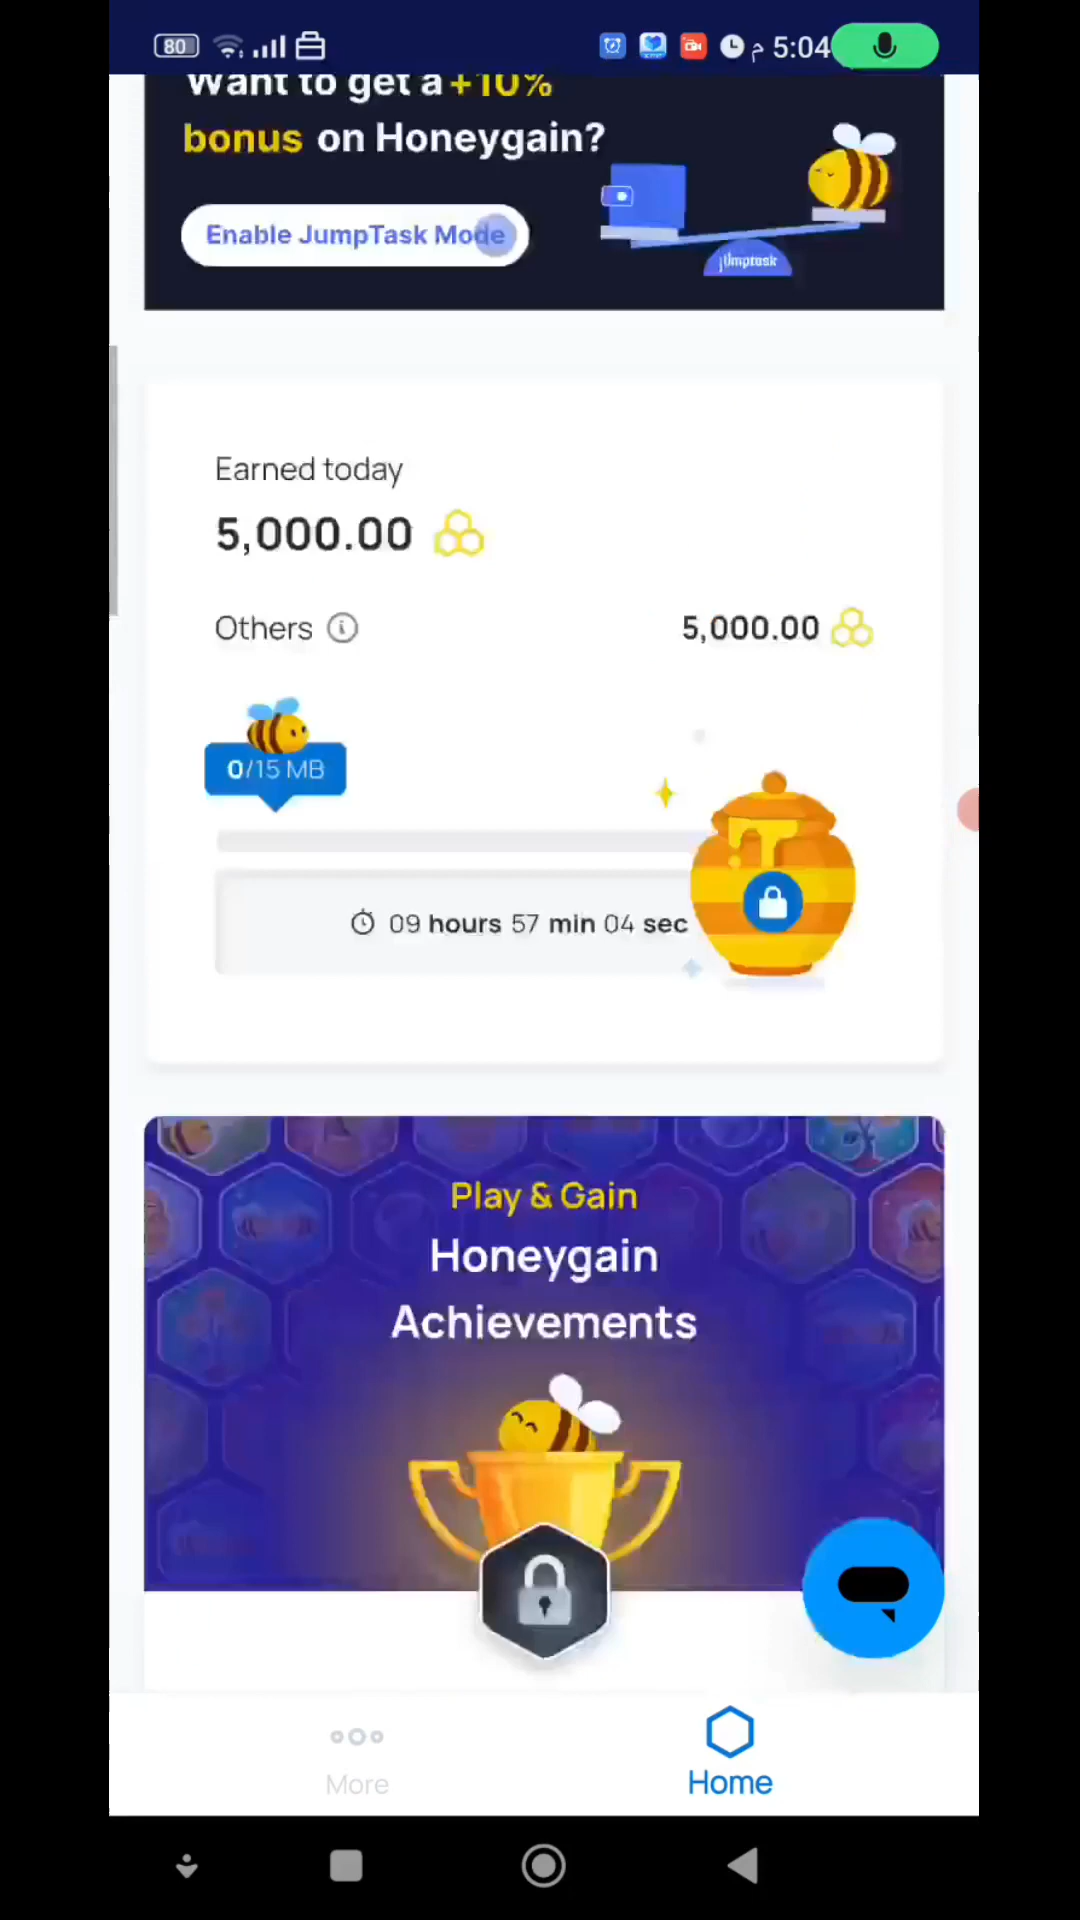 80 م 5:04
Want to get a +10%
bonus on Honeygain?
Enable JumpTask Mode
jumptask
Earned today
5,000.00
Others 5,000.00
0/15 MB
09 hours 57 min 04 sec
Play & Gain
Honeygain
Achievements
More Home